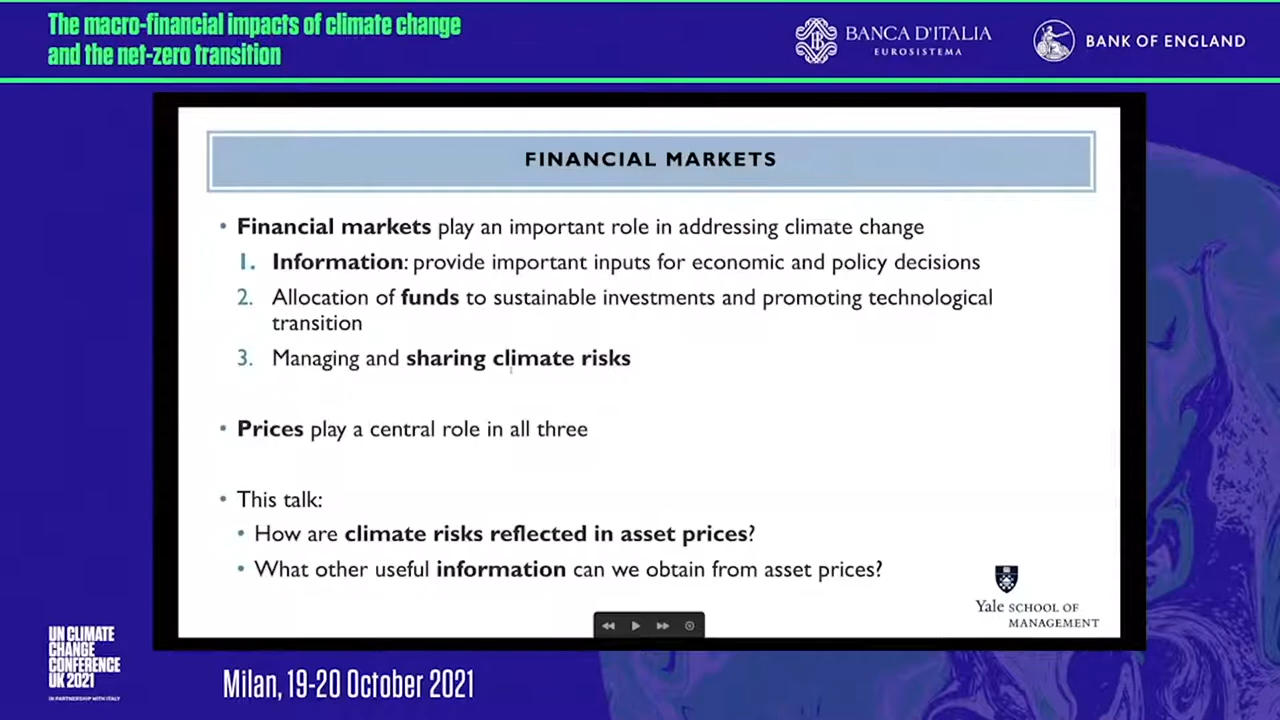 The macro-financial impacts of climate change
and the net-zero transition
BANCA D'ITALIA
EUROSISTEMA
BANK OF ENGLAND
FINANCIAL MARKETS
• Financial markets play an important role in addressing climate change
1. Information: provide important inputs for economic and policy decisions
2. Allocation of funds to sustainable investments and promoting technological
transition
3. Managing and sharing climate risks
• Prices play a central role in all three
• This talk:
• How are climate risks reflected in asset prices?
• What other useful information can we obtain from asset prices?
Yale SCHOOL OF
MANAGEMENT
UN CLIMATE
CHANGE
CONFERENCE
UK 2021
IN PARTNERSHIP WITH ITALY
Milan, 19-20 October 2021